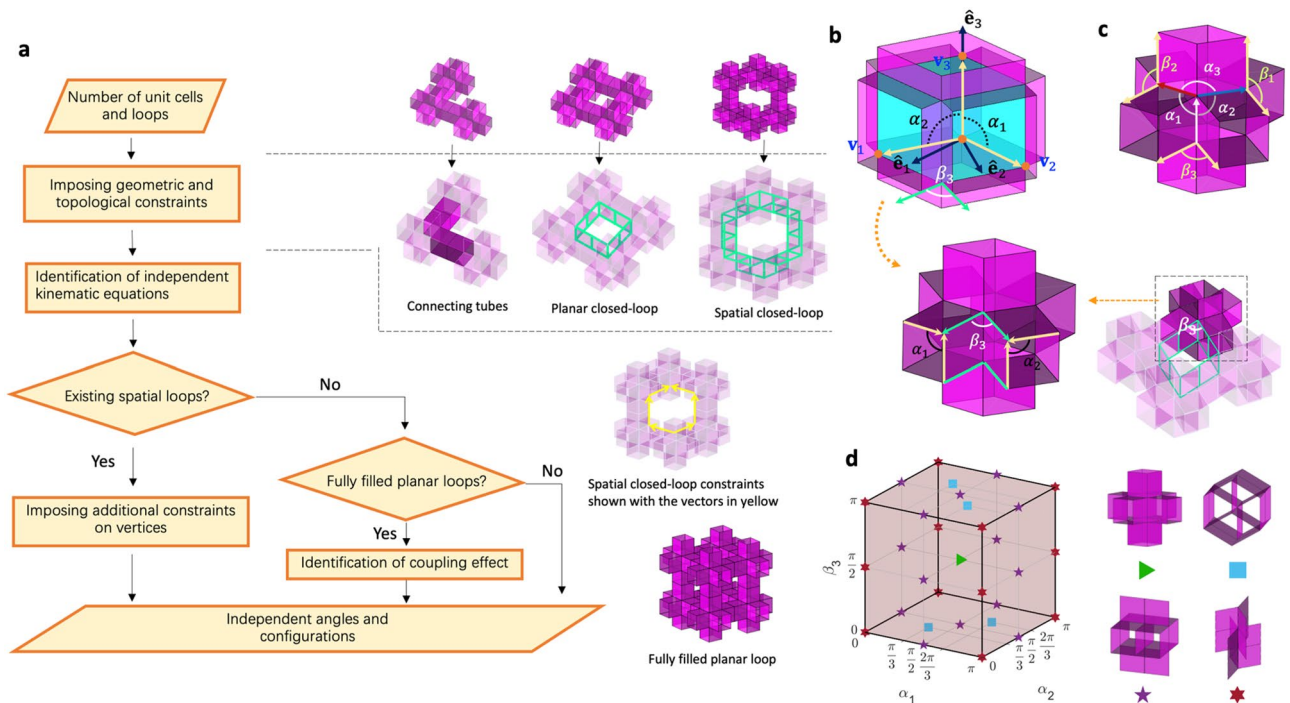 a
Number of unit cells
and loops
Imposing geometric and
topological constraints
Identification of independent
kinematic equations
Existing spatial loops?
No
Yes
Fully filled planar loops?
No
Imposing additional constraints
on vertices
Yes
Identification of coupling effect
Independent angles and
configurations
Connecting tubes
Planar closed-loop
Spatial closed-loop
Spatial closed-loop constraints
shown with the vectors in yellow
Fully filled planar loop
b
ê₃
v₃
α₂
α₁
v₁
v₂
ê₁
ê₂
β₃
α₁
β₃
α₂
β₃
c
β₂
α₃
β₁
α₁
α₂
β₃
d
π
β₃
π/2
0
0
π/3
π/2
2π/3
π
α₁
0
π/3
π/2
2π/3
π
α₂